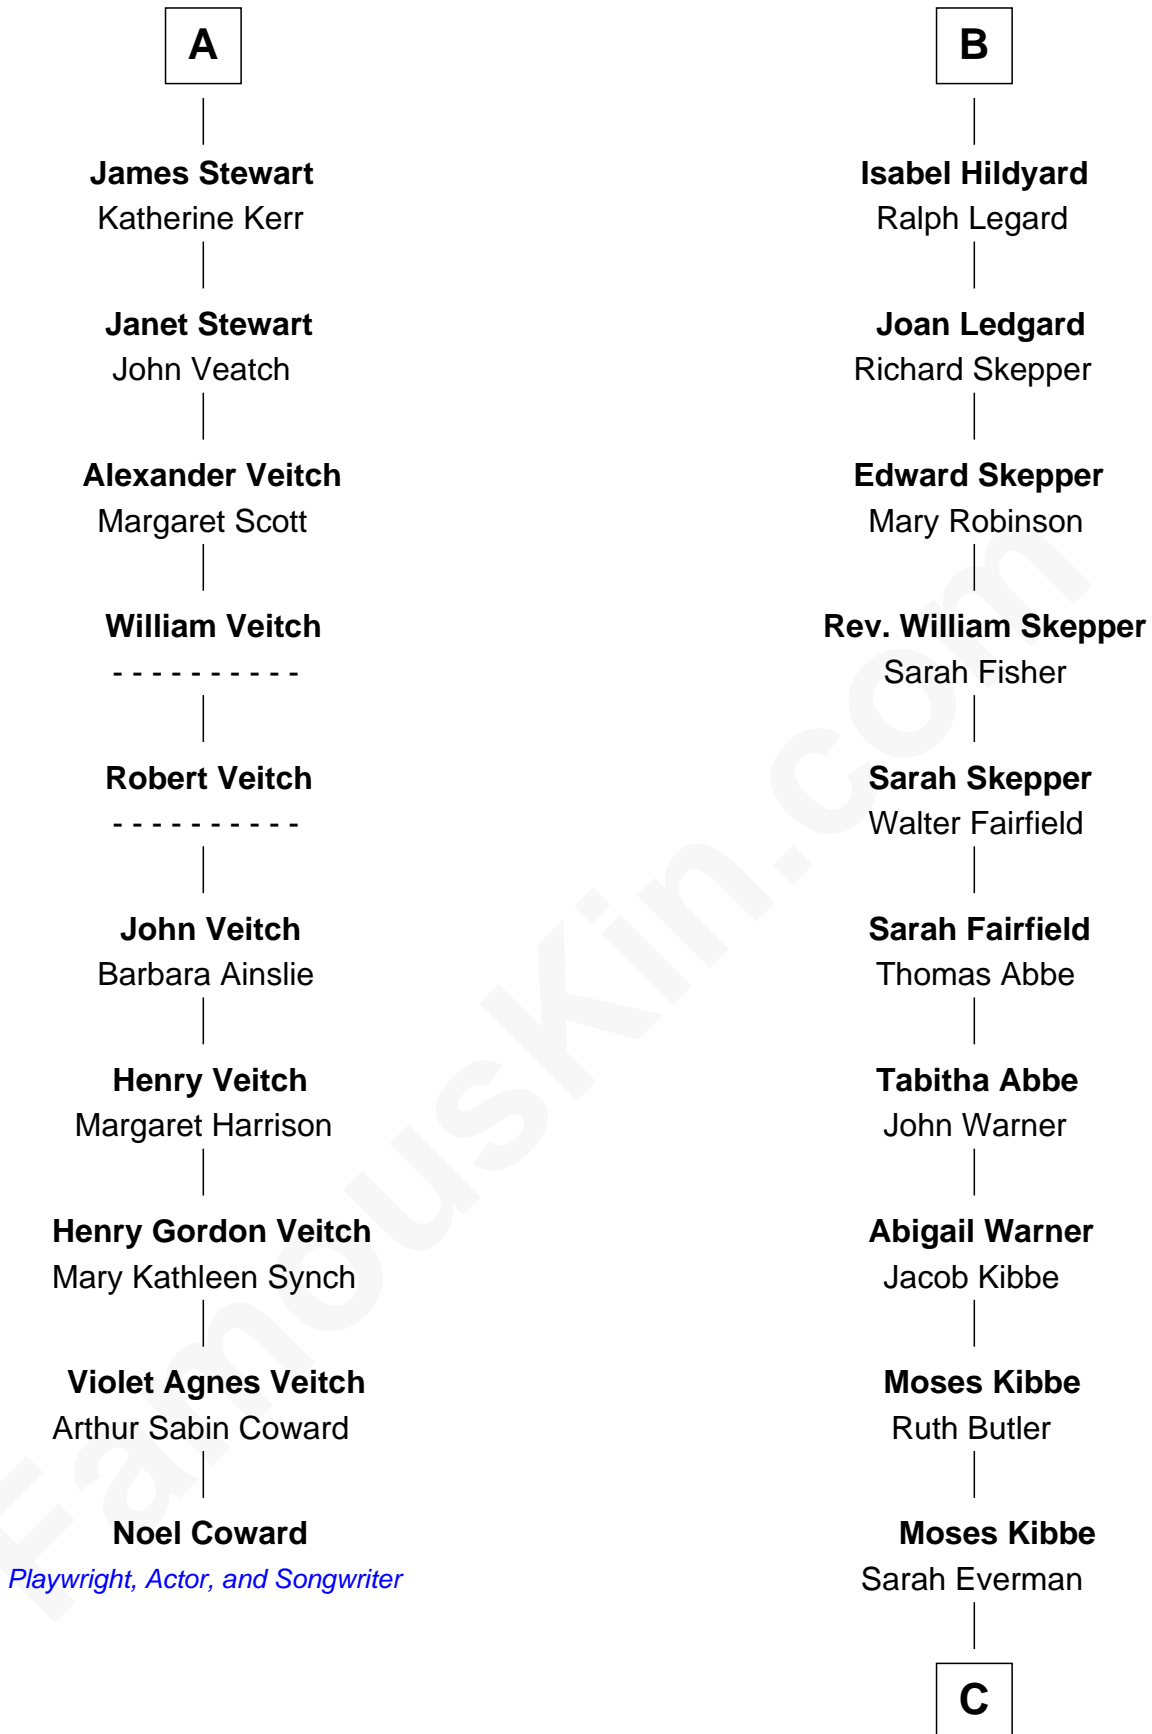 A
James Stewart
Katherine Kerr
Janet Stewart
John Veatch
Alexander Veitch
Margaret Scott
William Veitch
- - - - - - - - - -
Robert Veitch
- - - - - - - - - -
John Veitch
Barbara Ainslie
Henry Veitch
Margaret Harrison
Henry Gordon Veitch
Mary Kathleen Synch
Violet Agnes Veitch
Arthur Sabin Coward
Noel Coward
Playwright, Actor, and Songwriter
B
Isabel Hildyard
Ralph Legard
Joan Ledgard
Richard Skepper
Edward Skepper
Mary Robinson
Rev. William Skepper
Sarah Fisher
Sarah Skepper
Walter Fairfield
Sarah Fairfield
Thomas Abbe
Tabitha Abbe
John Warner
Abigail Warner
Jacob Kibbe
Moses Kibbe
Ruth Butler
Moses Kibbe
Sarah Everman
C
FamousKin.com